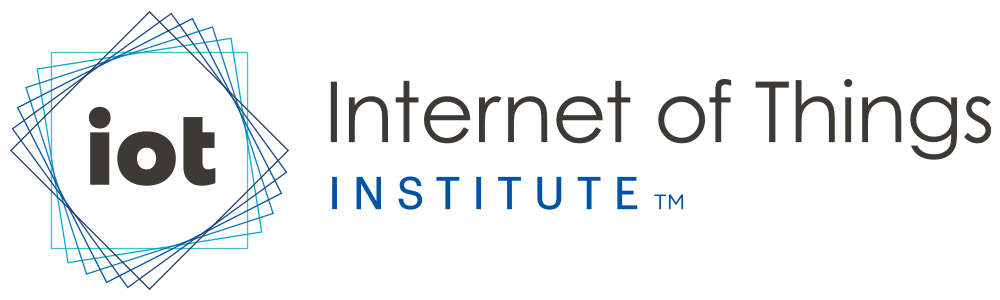 iot
Internet of Things
INSTITUTE ™